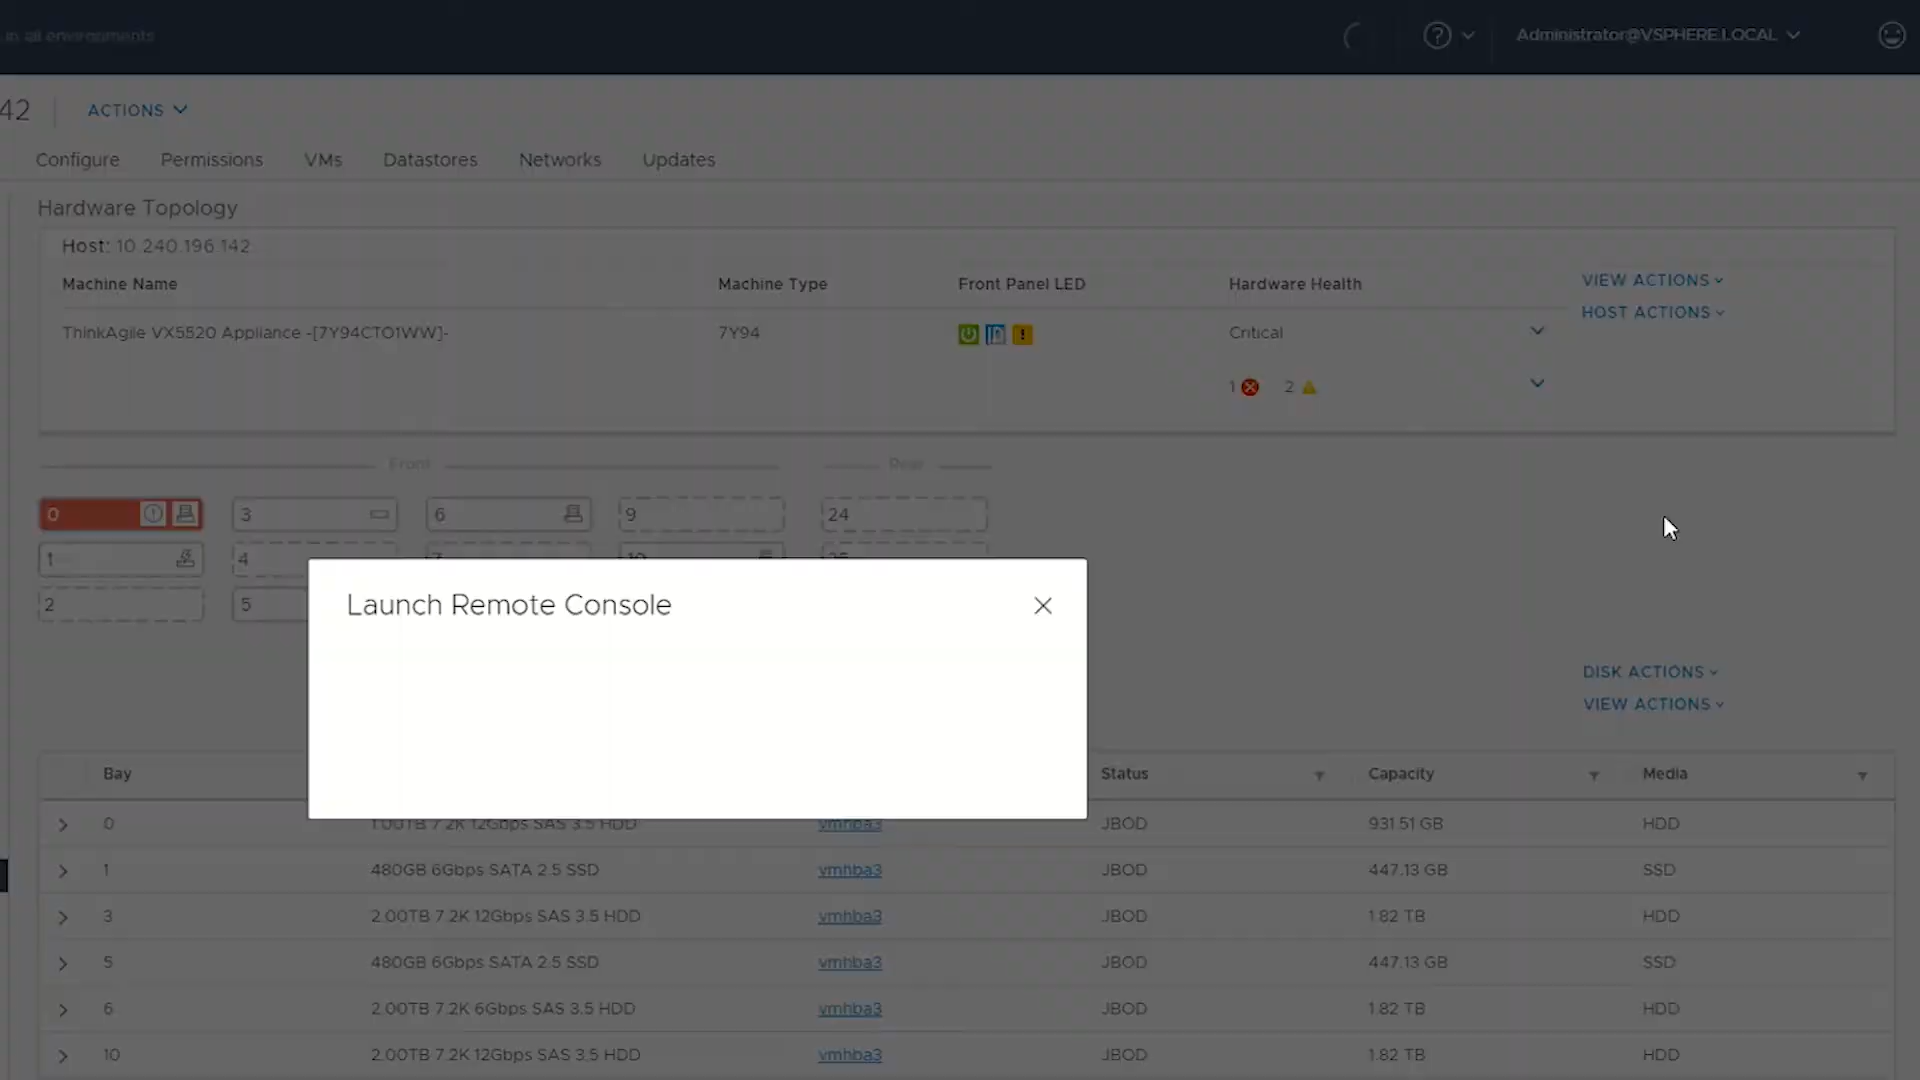 in all environments
Administrator@VSPHERE.LOCAL
42 ACTIONS
Configure Permissions VMs Datastores Networks Updates
Hardware Topology
Host: 10.240.196.142
Machine Name Machine Type Front Panel LED Hardware Health VIEW ACTIONS
HOST ACTIONS
ThinkAgile VX5520 Appliance -[7Y94CTO1WW]- 7Y94 Critical
1 2
Front Rear
0 3 6 9 24
1 4 7 10 25
2 5
Launch Remote Console
DISK ACTIONS
VIEW ACTIONS
Bay Status Capacity Media
0 1.00TB 7.2K 12Gbps SAS 3.5 HDD vmhba3 JBOD 931.51 GB HDD
1 480GB 6Gbps SATA 2.5 SSD vmhba3 JBOD 447.13 GB SSD
3 2.00TB 7.2K 12Gbps SAS 3.5 HDD vmhba3 JBOD 1.82 TB HDD
5 480GB 6Gbps SATA 2.5 SSD vmhba3 JBOD 447.13 GB SSD
6 2.00TB 7.2K 6Gbps SAS 3.5 HDD vmhba3 JBOD 1.82 TB HDD
10 2.00TB 7.2K 12Gbps SAS 3.5 HDD vmhba3 JBOD 1.82 TB HDD